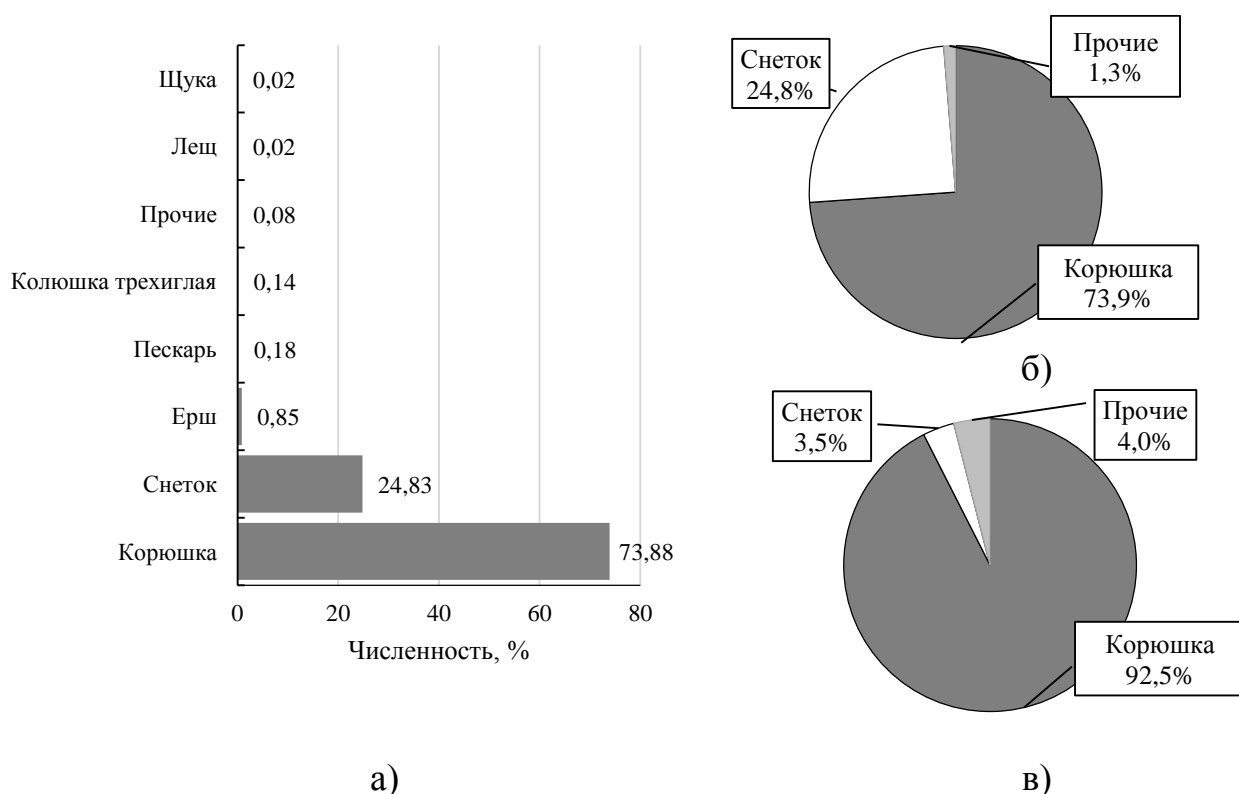 Щука
0,02
Лещ
0,02
Прочие
0,08
Колюшка трехиглая
0,14
Пескарь
0,18
Ерш
0,85
Снеток
24,83
Корюшка
73,88
0 20 40 60 80
Численность, %
а)
Снеток
24,8%
Прочие
1,3%
Корюшка
73,9%
б)
Снеток
3,5%
Прочие
4,0%
Корюшка
92,5%
в)